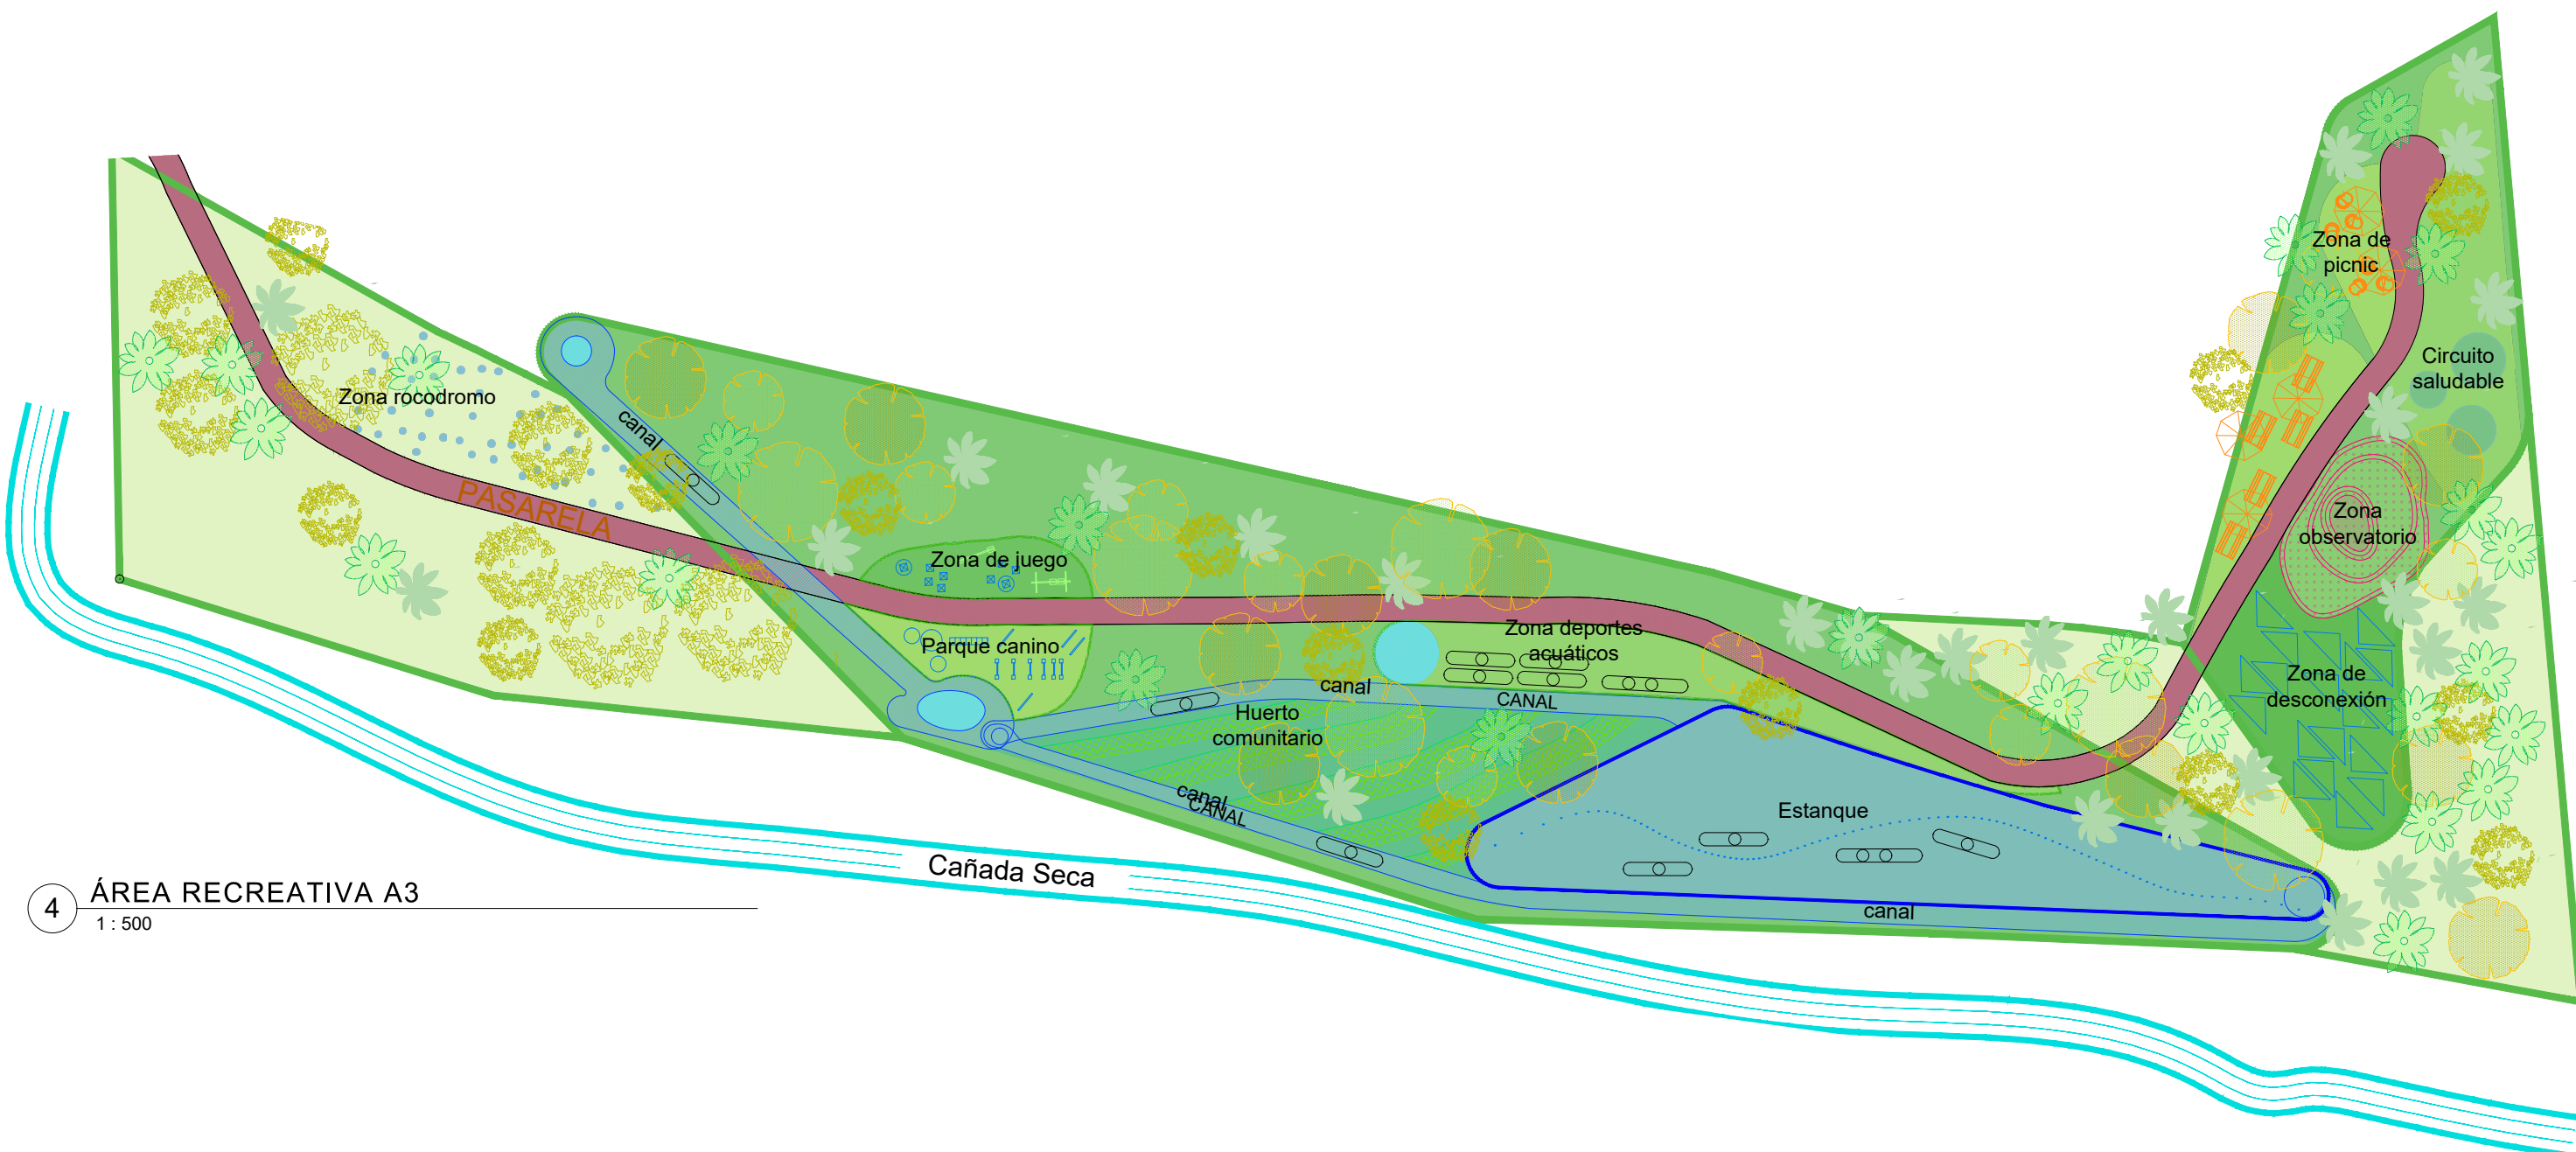 Zona de
picnic
Circuito
saludable
Zona rocodromo
canal
PASARELA
Zona
observatorio
Zona de juego
Parque canino
Zona deportes
acuáticos
Zona de
desconexión
canal
CANAL
Huerto
comunitario
canal
CANAL
Estanque
Cañada Seca
canal
4
ÁREA RECREATIVA A3
1 : 500